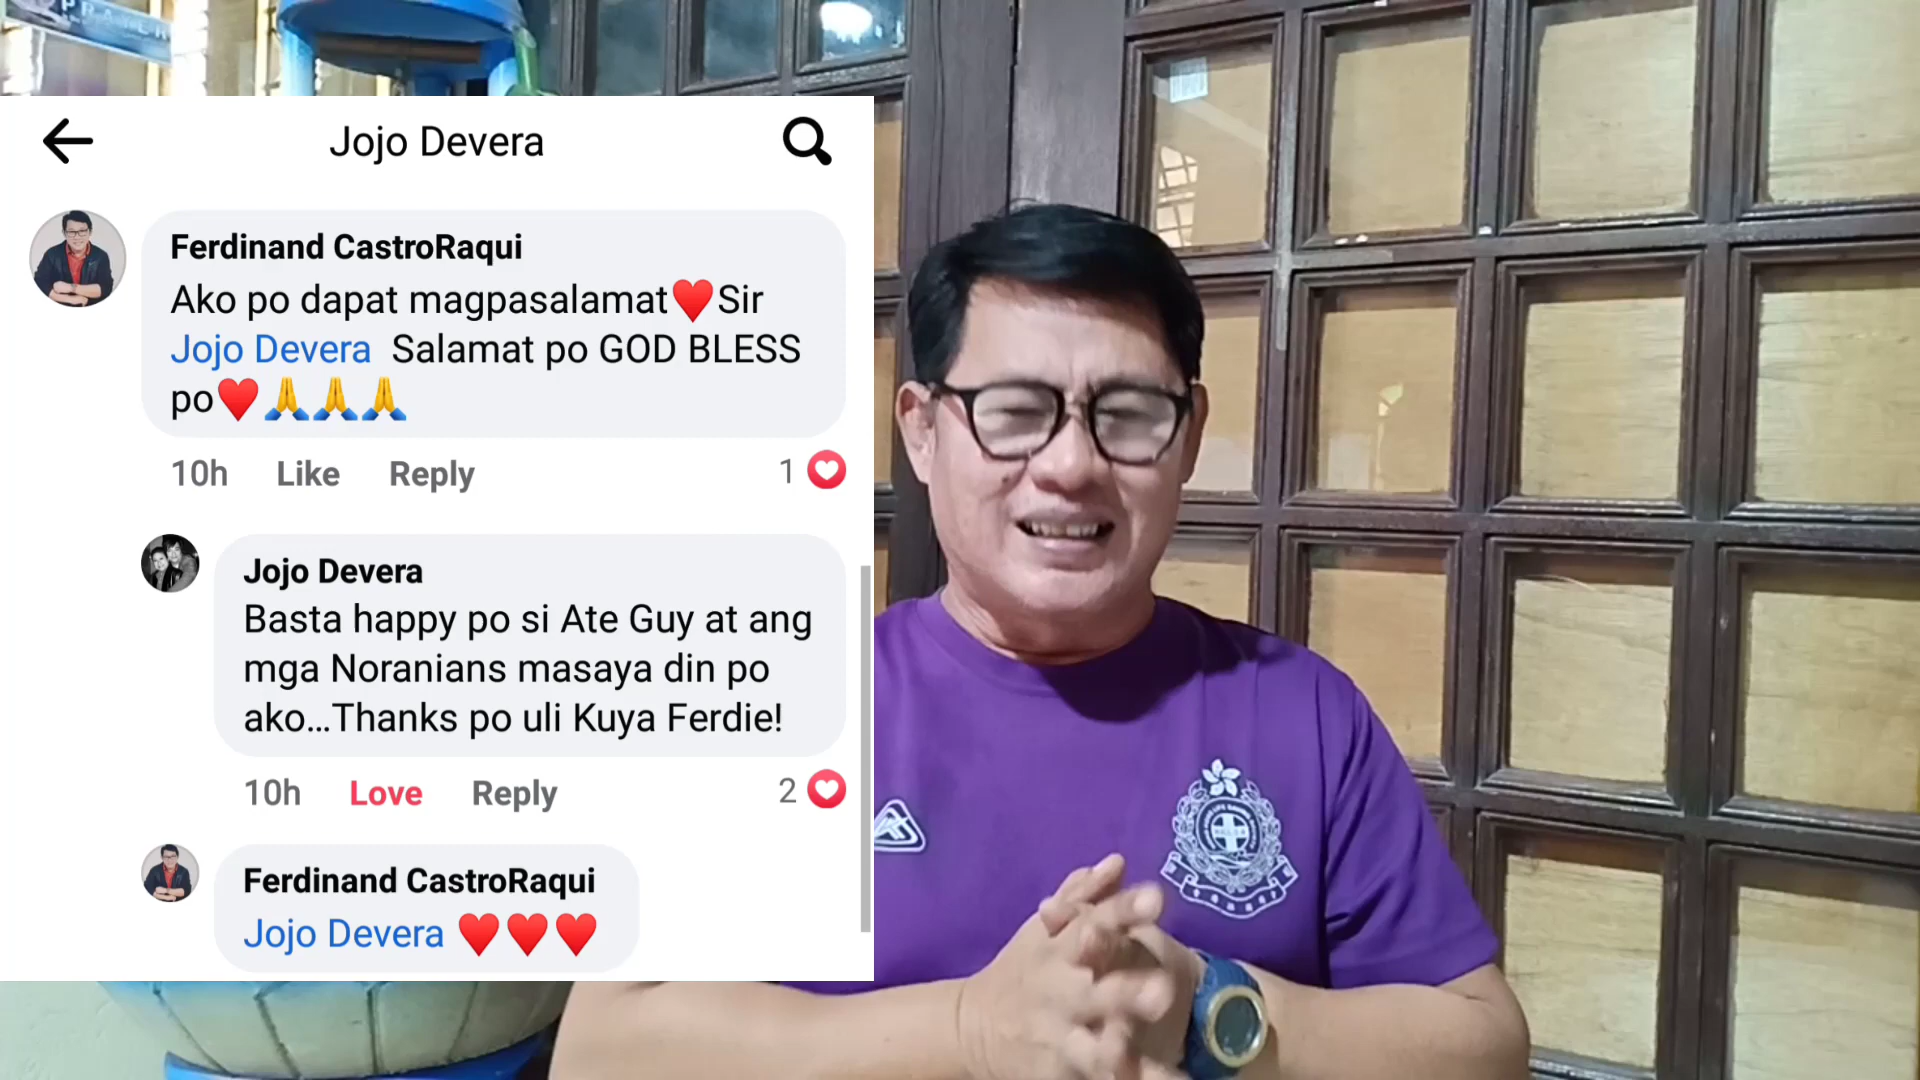 Jojo Devera
Ferdinand CastroRaqui
Ako po dapat magpasalamat❤️Sir
Jojo Devera Salamat po GOD BLESS
po❤️🙏🙏🙏
10h Like Reply 1
Jojo Devera
Basta happy po si Ate Guy at ang
mga Noranians masaya din po
ako...Thanks po uli Kuya Ferdie!
10h Love Reply 2
Ferdinand CastroRaqui
Jojo Devera ❤️❤️❤️